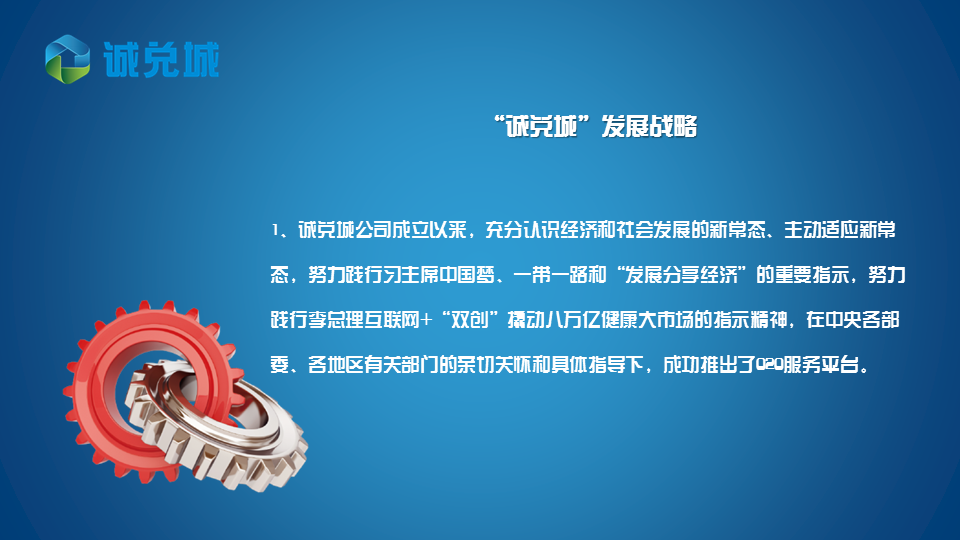 诚兑城
“诚兑城”发展战略
1、诚兑城公司成立以来，充分认识经济和社会发展的新常态、主动适应新常
态，努力践行习主席中国梦、一带一路和“发展分享经济”的重要指示，努力
践行李总理互联网+“双创”撬动八万亿健康大市场的指示精神，在中央各部
委、各地区有关部门的亲切关怀和具体指导下，成功推出了O2O服务平台。